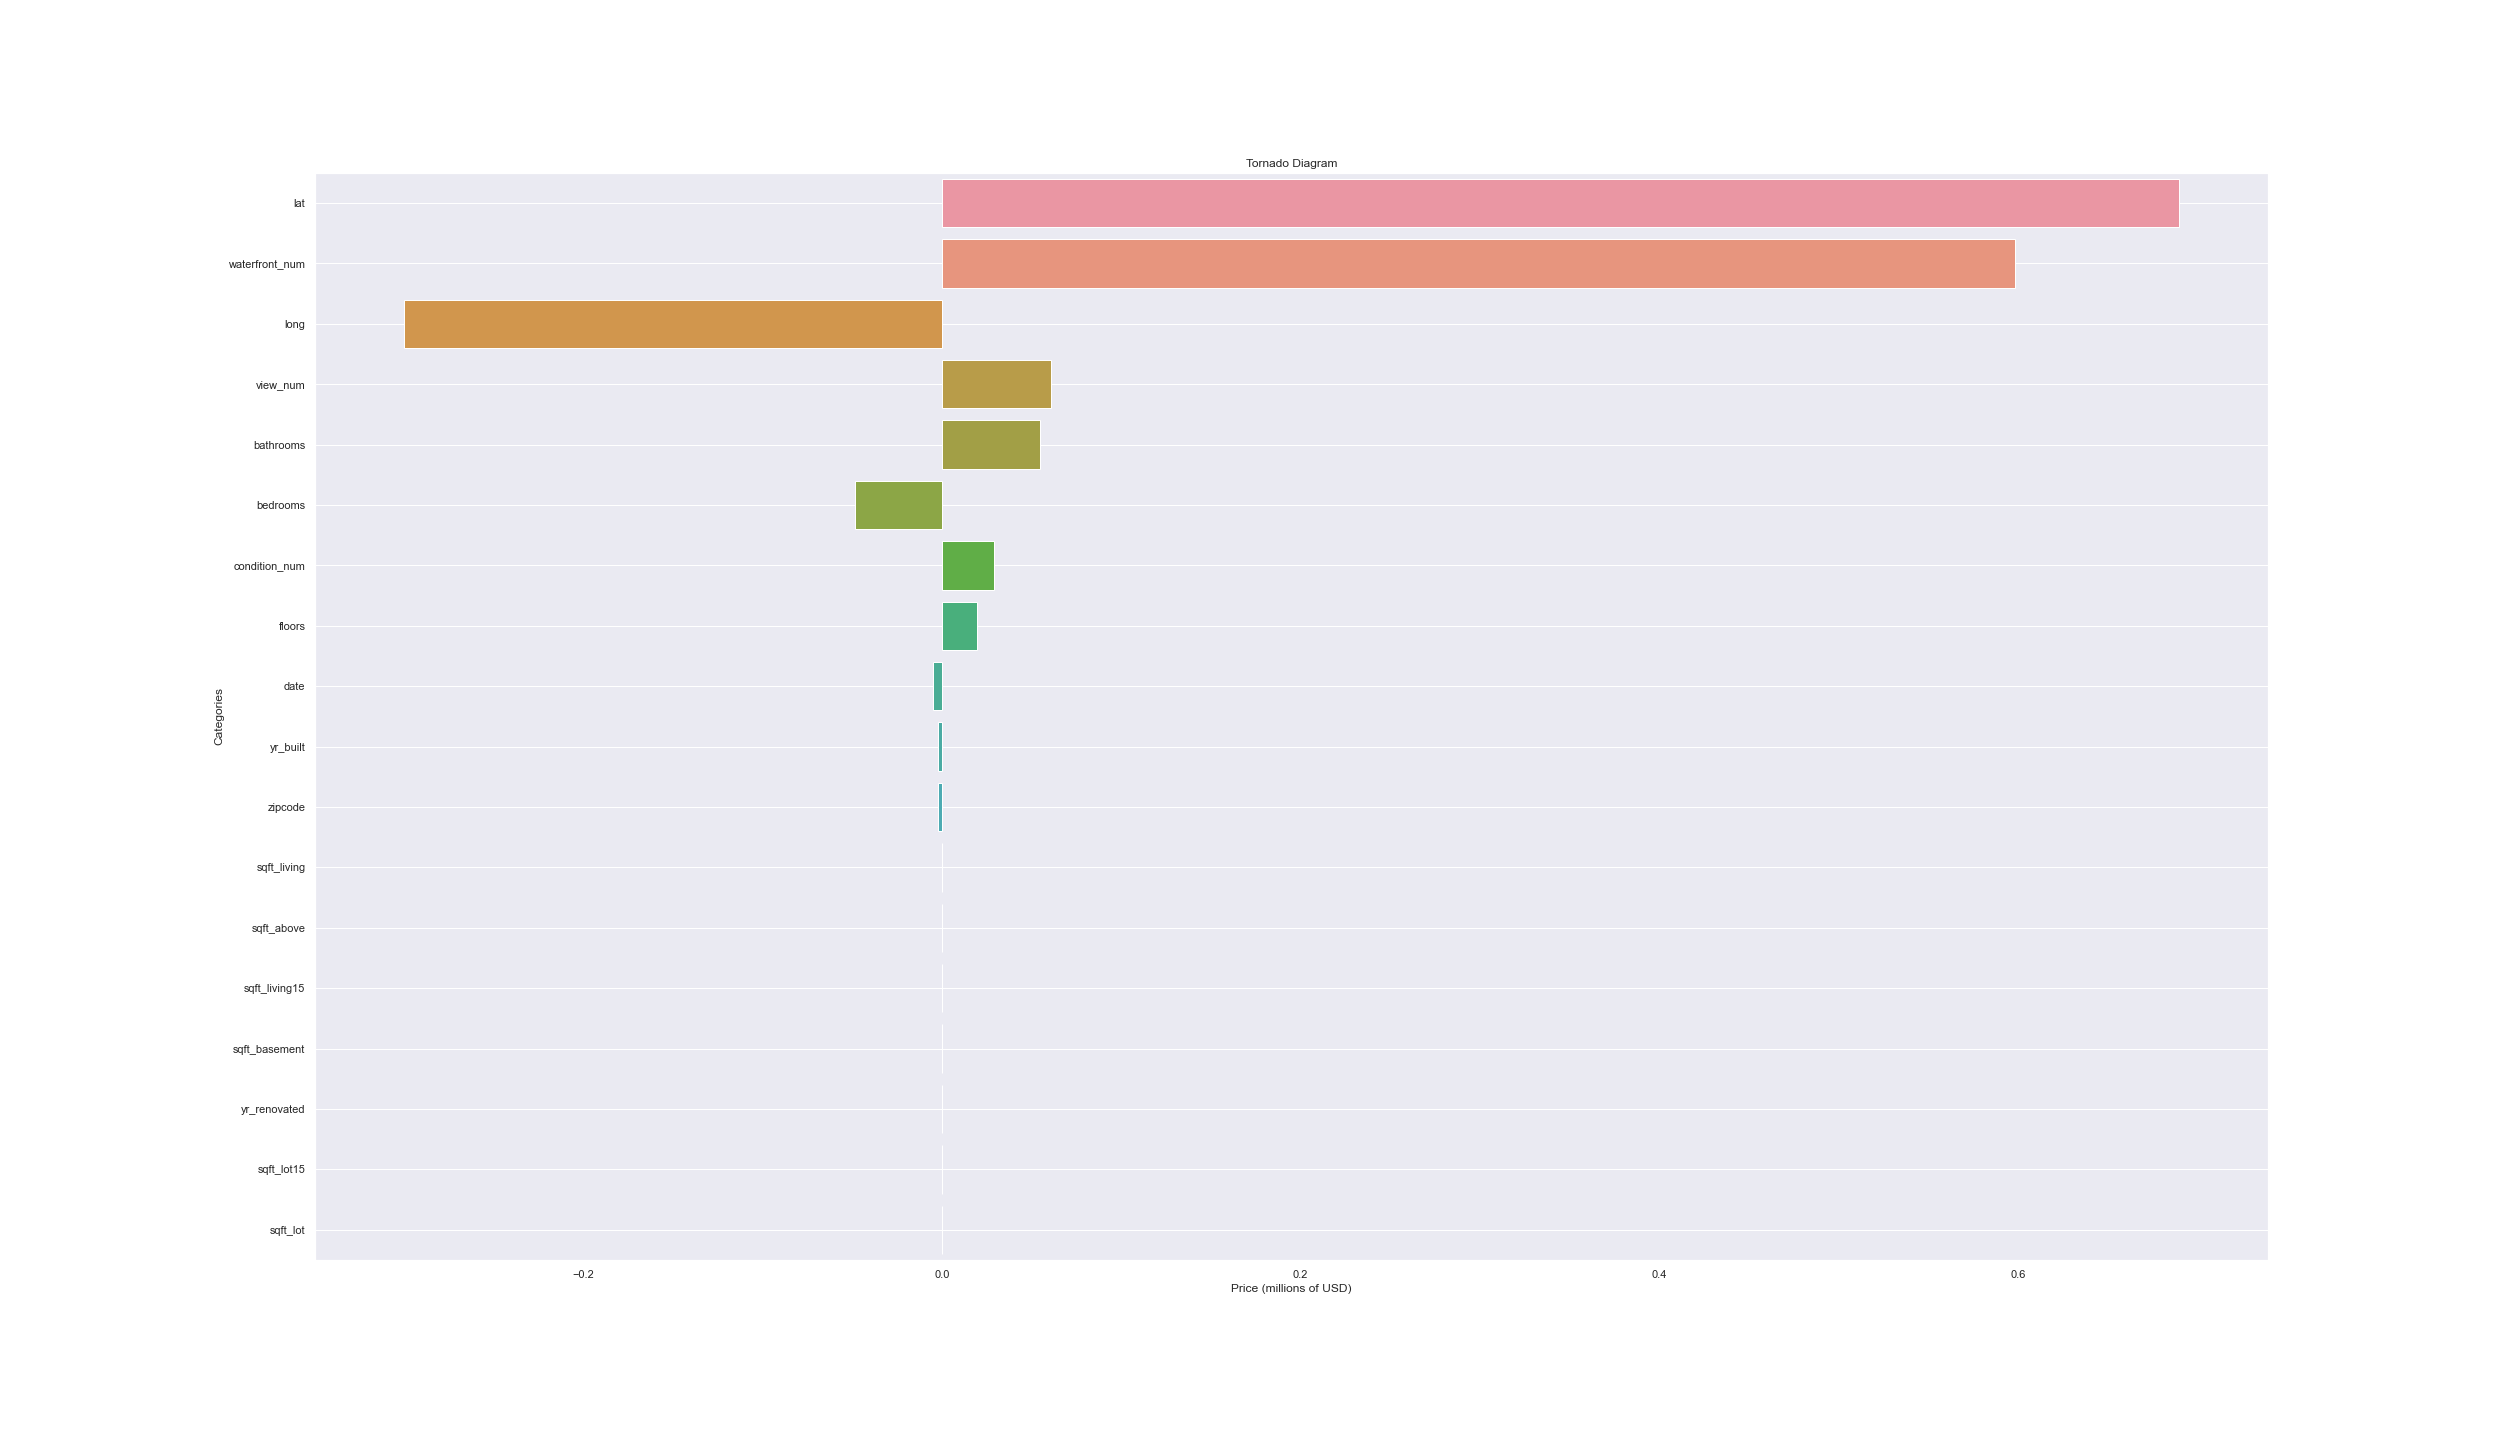 Tornado Diagram
lat
waterfront_num
long
view_num
bathrooms
bedrooms
condition_num
floors
date
yr_built
zipcode
sqft_living
sqft_above
sqft_living15
sqft_basement
yr_renovated
sqft_lot15
sqft_lot
Categories
−0.2 0.0 0.2 0.4 0.6
Price (millions of USD)